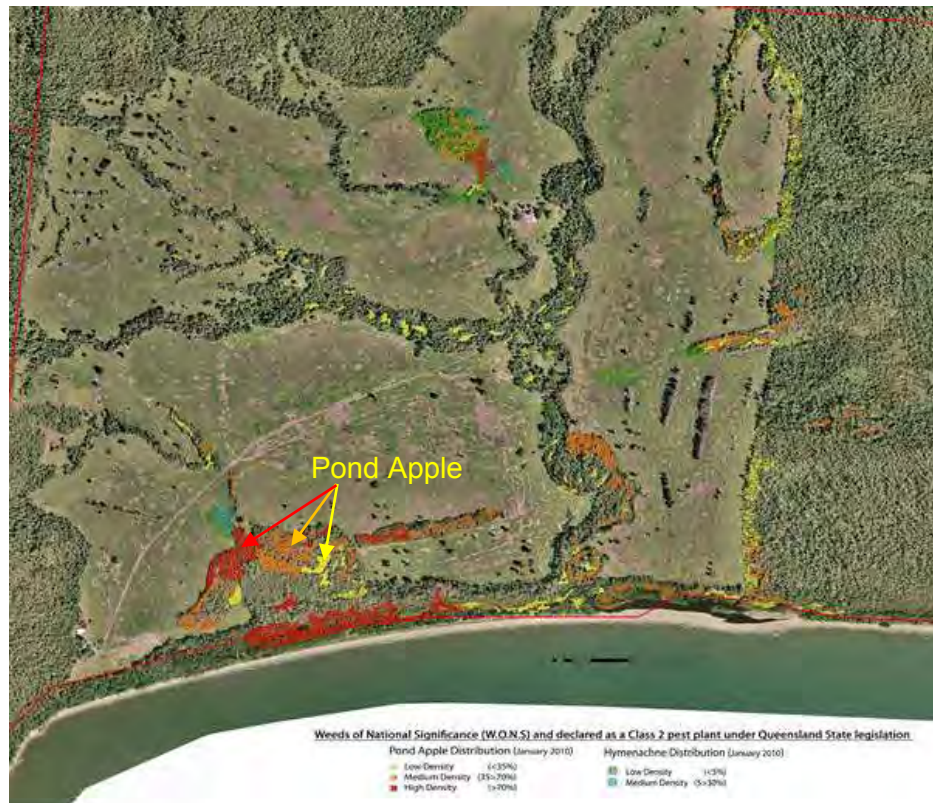 Pond Apple
Weeds of National Significance (W.O.N.S) and declared as a Class 2 pest plant under Queensland State legislation
Pond Apple Distribution (January 2010)
Low Density (<35%)
Medium Density (35>70%)
High Density (>70%)
Hymenachne Distribution (January 2010)
Low Density (<5%)
Medium Density (5>30%)